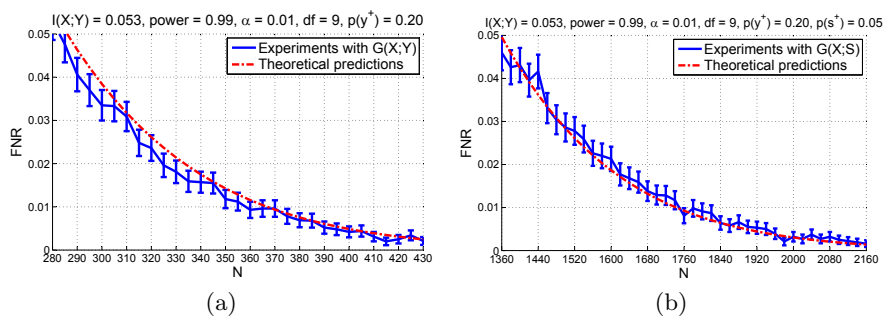 I(X;Y) = 0.053, power = 0.99, α = 0.01, df = 9, p(y⁺) = 0.20
0.05
0.04
0.03
0.02
0.01
0
FNR
Experiments with G(X;Y)
Theoretical predictions
280 290 300 310 320 330 340 350 360 370 380 390 400 410 420 430
N
(a)
I(X;Y) = 0.053, power = 0.99, α = 0.01, df = 9, p(y⁺) = 0.20, p(s⁺) = 0.05
0.05
0.04
0.03
0.02
0.01
0
FNR
Experiments with G(X;S)
Theoretical predictions
1360 1440 1520 1600 1680 1760 1840 1920 2000 2080 2160
N
(b)